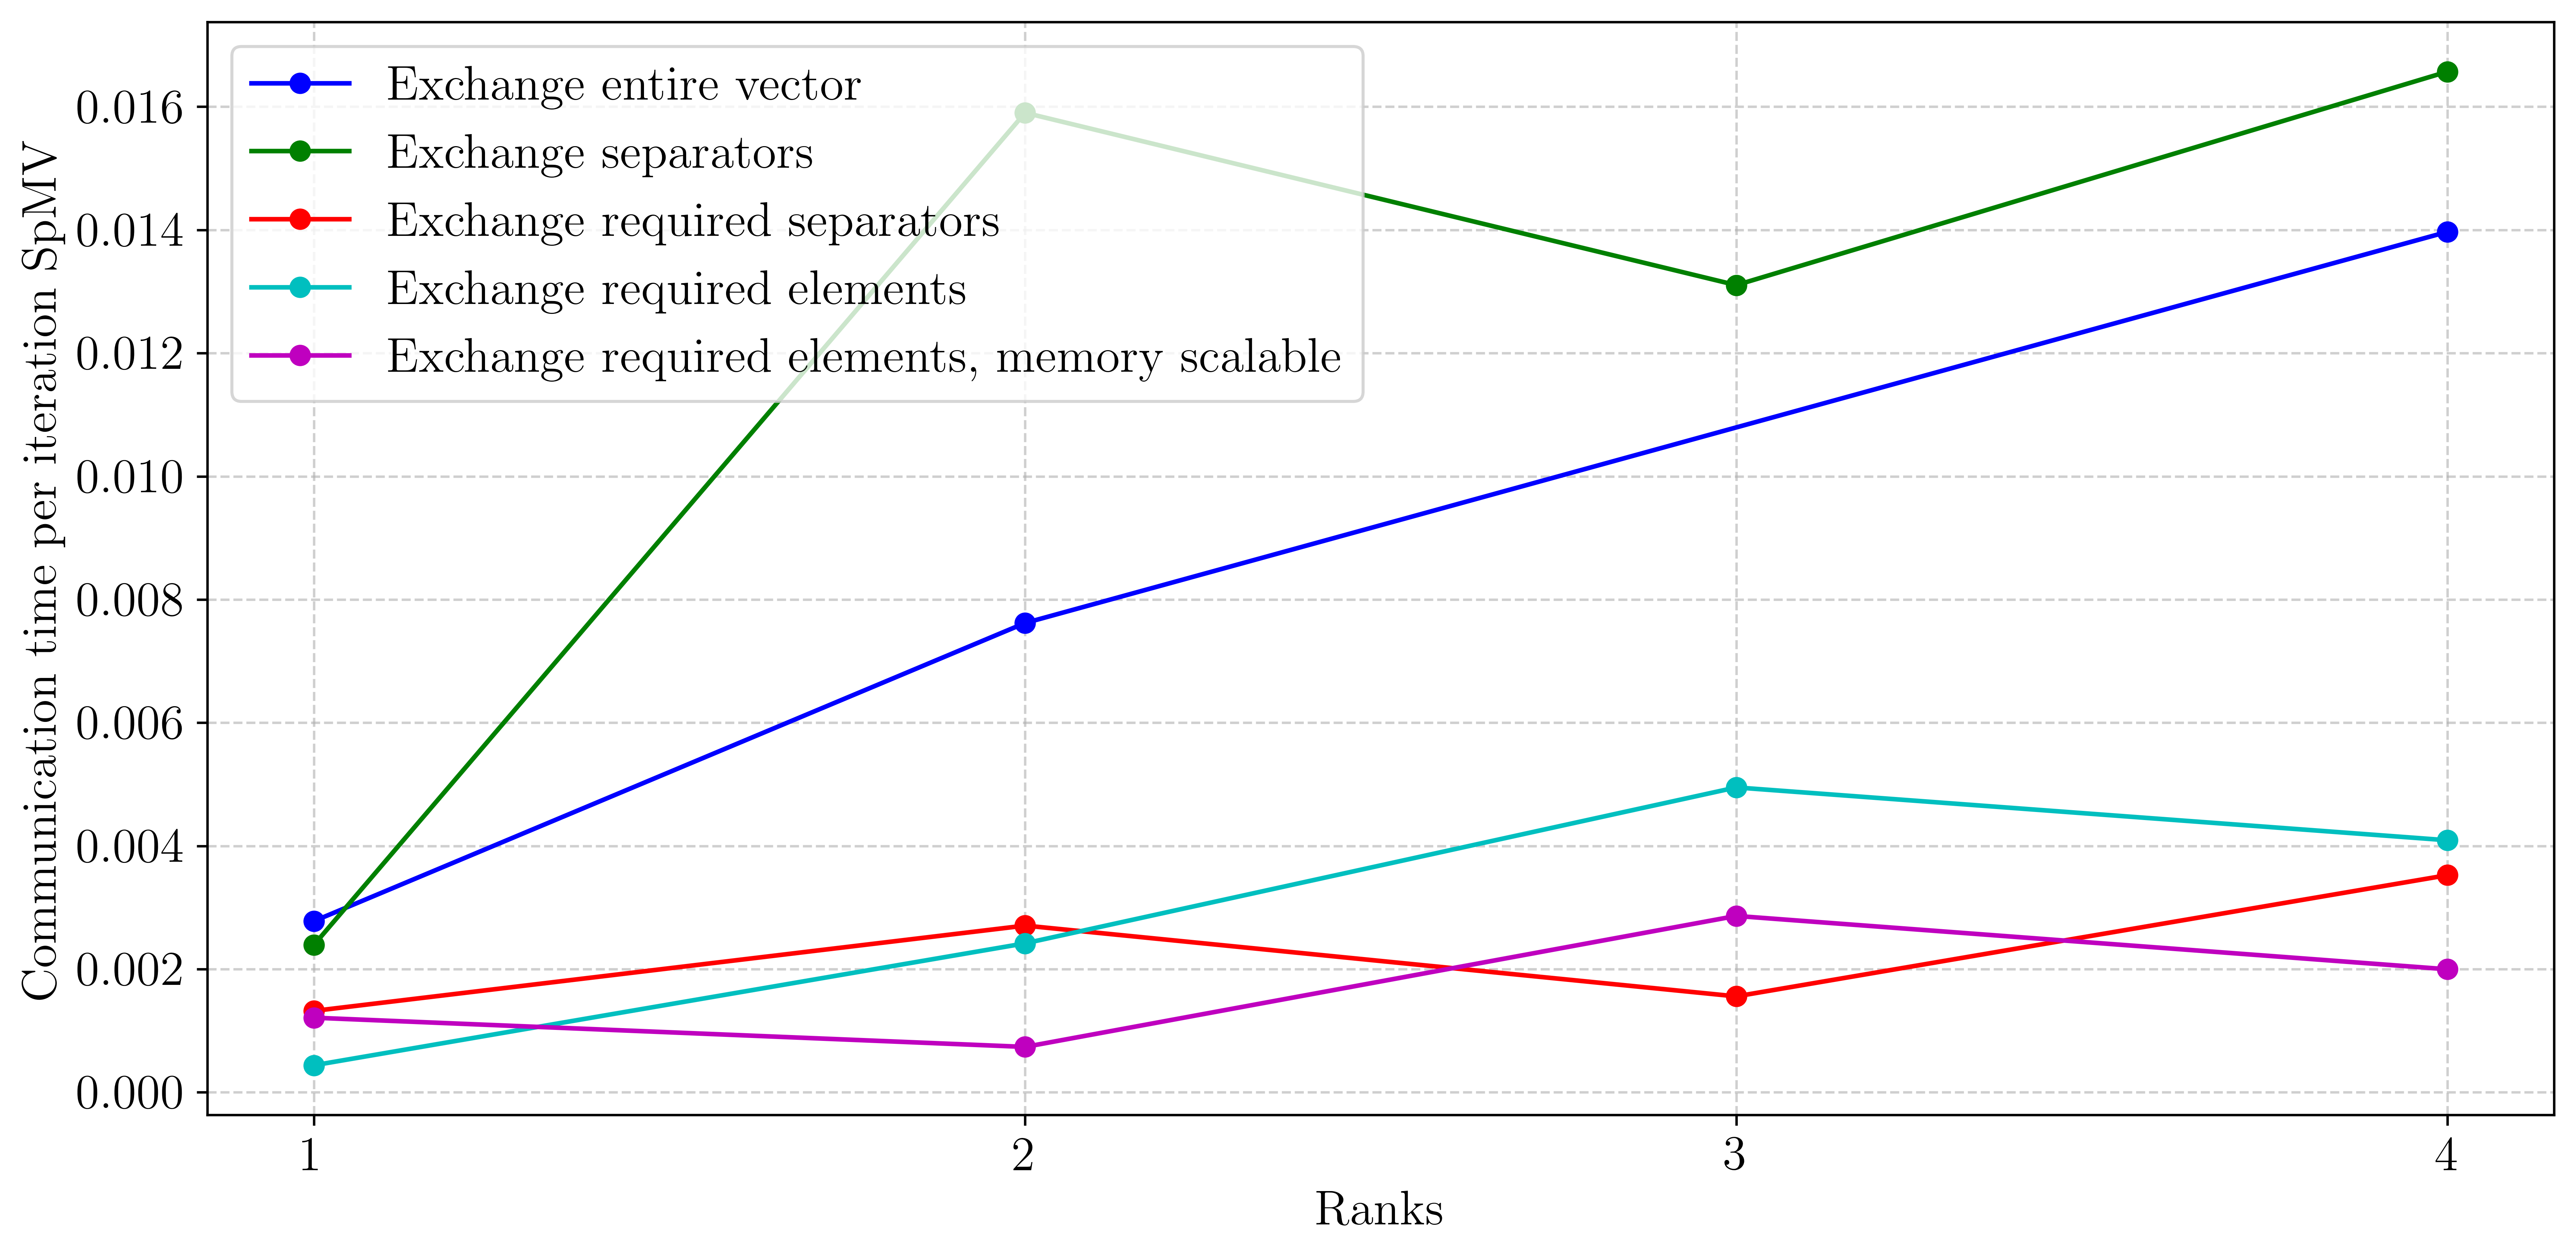 Communication time per iteration SpMV
0.016
0.014
0.012
0.010
0.008
0.006
0.004
0.002
0.000
Exchange entire vector
Exchange separators
Exchange required separators
Exchange required elements
Exchange required elements, memory scalable
1
2
3
4
Ranks